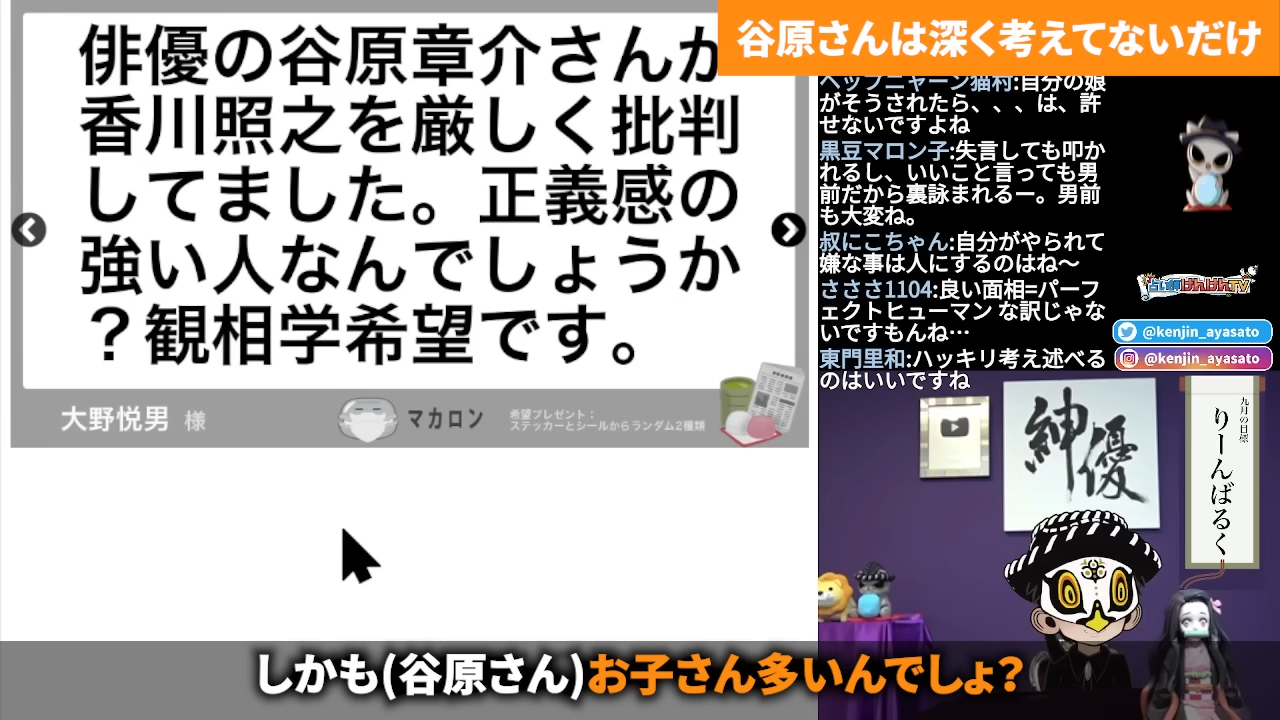 俳優の谷原章介さんが
香川照之を厳しく批判
してました。正義感の
強い人なんでしょうか
？観相学希望です。
大野悦男 様
マカロン
希望プレゼント：
ステッカーとシールからランダム2種類
谷原さんは深く考えてないだけ
ペップニャーン猫村:自分の娘
がそうされたら、、、は、許
せないですよね
黒豆マロン子:失言しても叩か
れるし、いいこと言っても男
前だから裏詠まれるー。男前
も大変ね。
叔にこちゃん:自分がやられて
嫌な事は人にするのはね〜
さささ1104:良い面相=パーフ
ェクトヒューマン な訳じゃな
いですもんね…
東門里和:ハッキリ考え述べる
のはいいですね
占い師げんけんTV
@kenjin_ayasato
@kenjin_ayasato
紳優
九月の目標
りーんばるく
しかも(谷原さん)お子さん多いんでしょ?